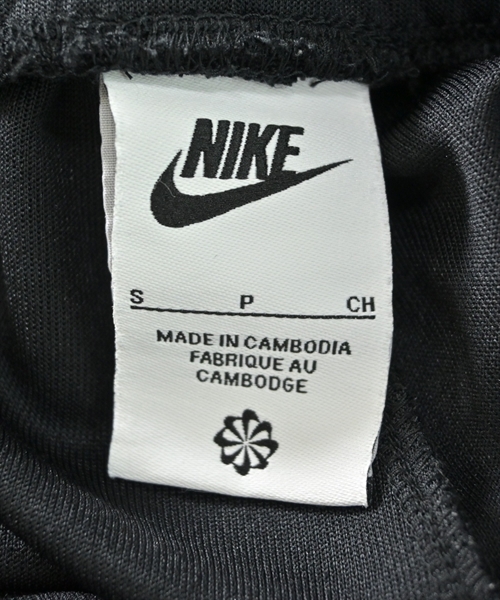 NIKE
S P CH
MADE IN CAMBODIA
FABRIQUE AU
CAMBODGE